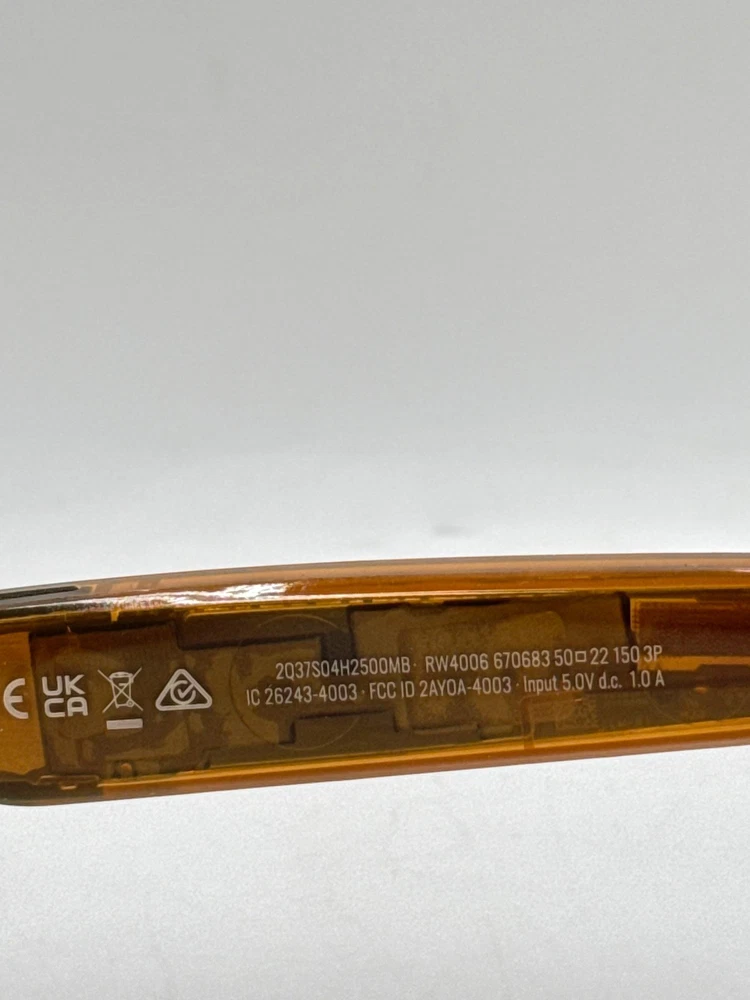 CE
UK
CA
2Q37S04H2500MB · RW4006 670683 50□22 150 3P
IC 26243-4003 · FCC ID 2AYOA-4003 · Input 5.0V d.c. 1.0 A